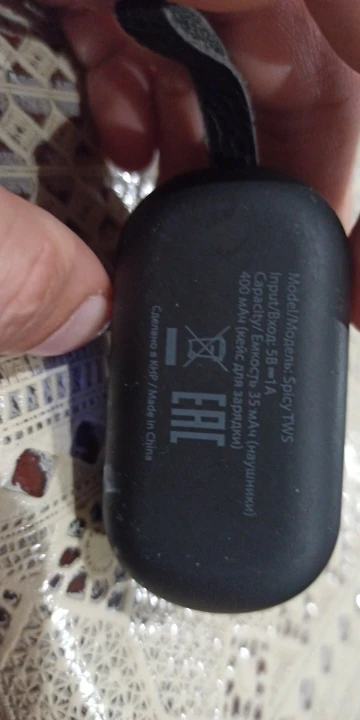 Model/Модель: Spicy TWS
Input/Вход: 5В⎓1А
Capacity/ Емкость 35 мАч (наушники)
400 мАч (кейс для зарядки)
EAC
Сделано в КНР / Made in China